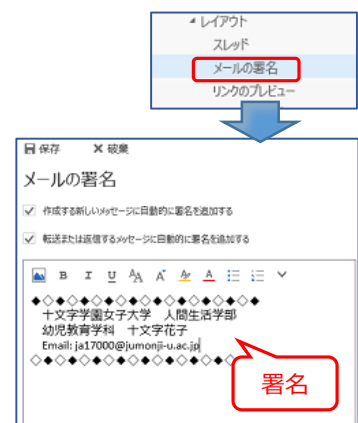 レイアウト
スレッド
メールの署名
リンクのプレビュー
保存 ✕ 破棄
メールの署名
✓ 作成する新しいメッセージに自動的に署名を追加する
✓ 転送または返信するメッセージに自動的に署名を追加する
B I U AA A A
◆◇◆◇◆◇◆◇◆◇◆◇◆◇◆◇◆
十文字学園女子大学 人間生活学部
幼児教育学科 十文字花子
Email: ja17000@jumonji-u.ac.jp
◇◆◇◆◇◆◇◆◇◆◇◆◇◆◇
署名